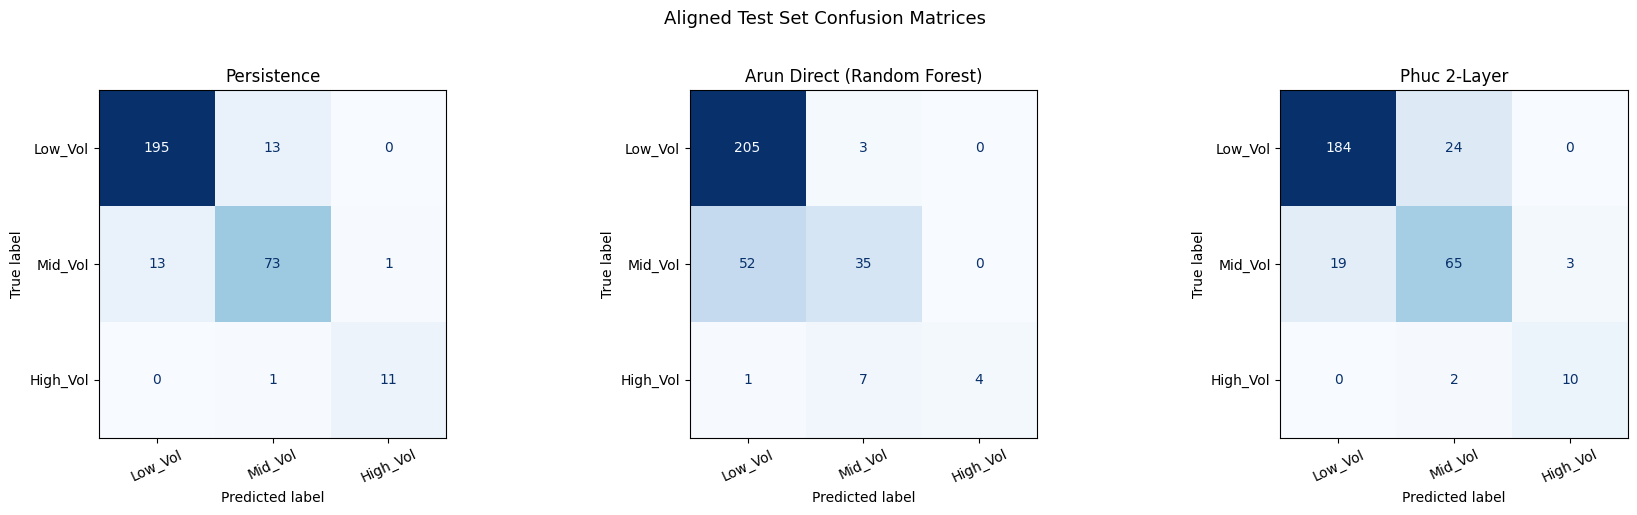 Aligned Test Set Confusion Matrices
Persistence
True label
Low_Vol 195 13 0
Mid_Vol 13 73 1
High_Vol 0 1 11
Low_Vol Mid_Vol High_Vol
Predicted label
Arun Direct (Random Forest)
True label
Low_Vol 205 3 0
Mid_Vol 52 35 0
High_Vol 1 7 4
Low_Vol Mid_Vol High_Vol
Predicted label
Phuc 2-Layer
True label
Low_Vol 184 24 0
Mid_Vol 19 65 3
High_Vol 0 2 10
Low_Vol Mid_Vol High_Vol
Predicted label